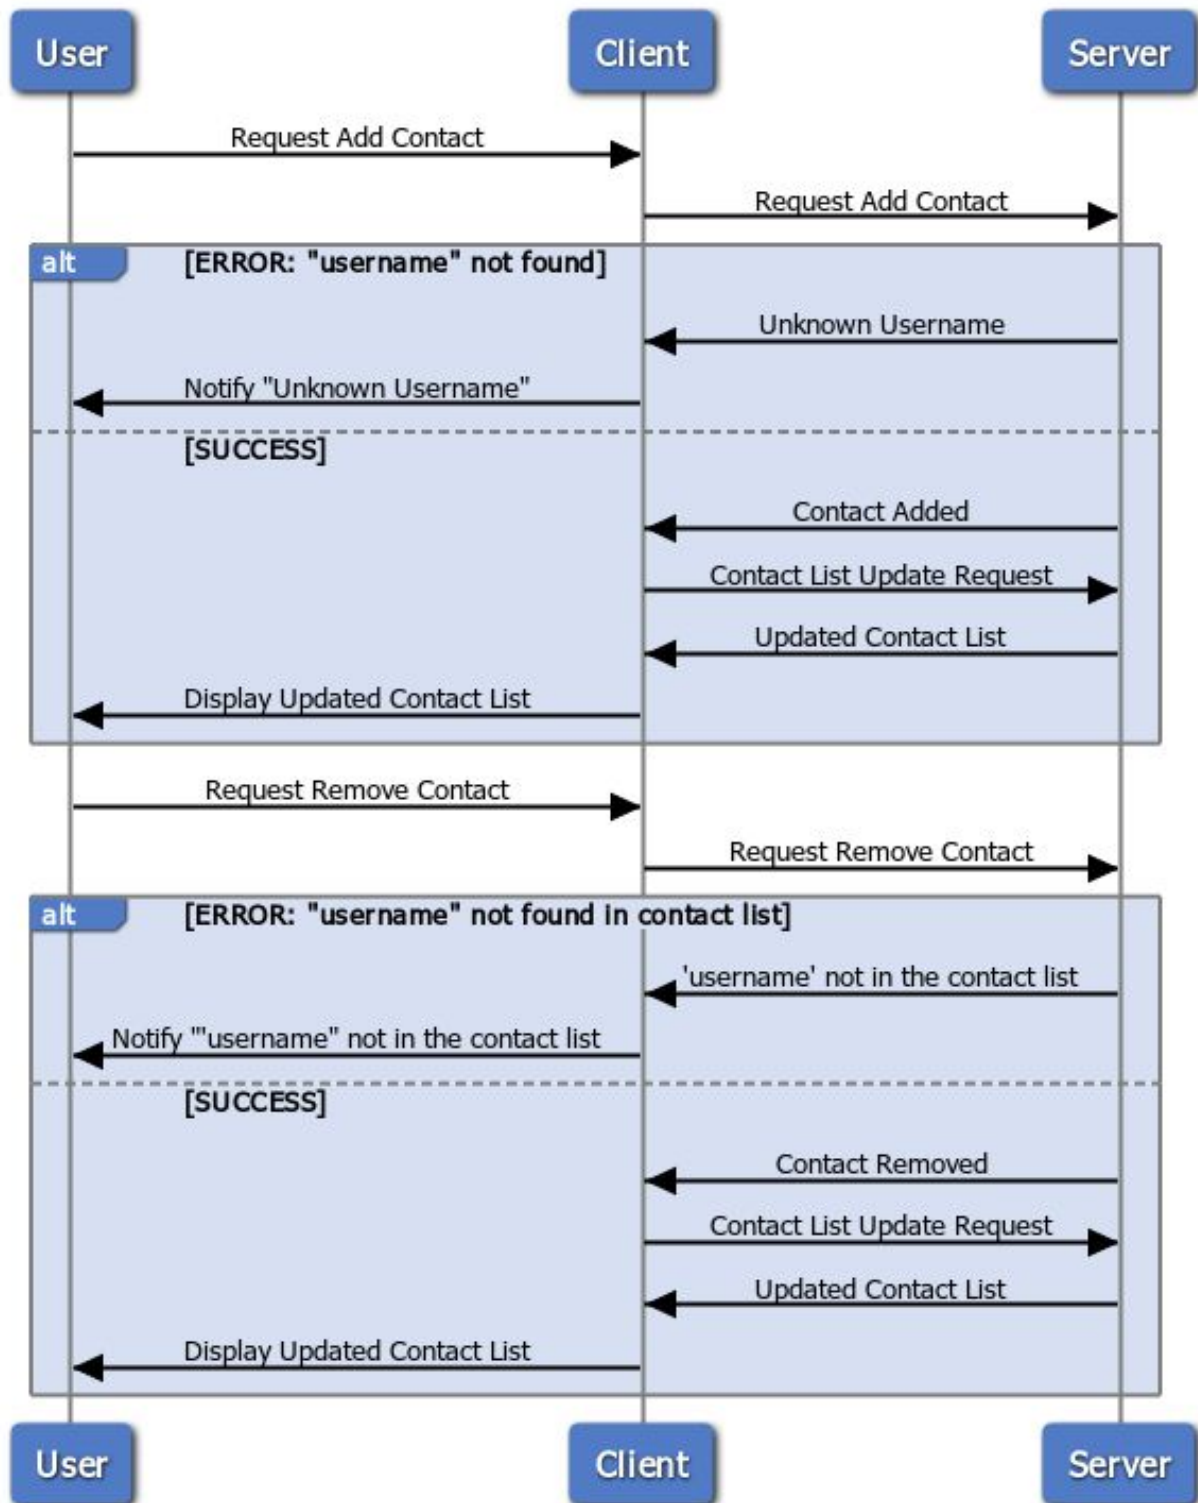 User Client Server
Request Add Contact
Request Add Contact
alt [ERROR: "username" not found]
Unknown Username
Notify "Unknown Username"
[SUCCESS]
Contact Added
Contact List Update Request
Updated Contact List
Display Updated Contact List
Request Remove Contact
Request Remove Contact
alt [ERROR: "username" not found in contact list]
'username' not in the contact list
Notify '"username" not in the contact list
[SUCCESS]
Contact Removed
Contact List Update Request
Updated Contact List
Display Updated Contact List
User Client Server